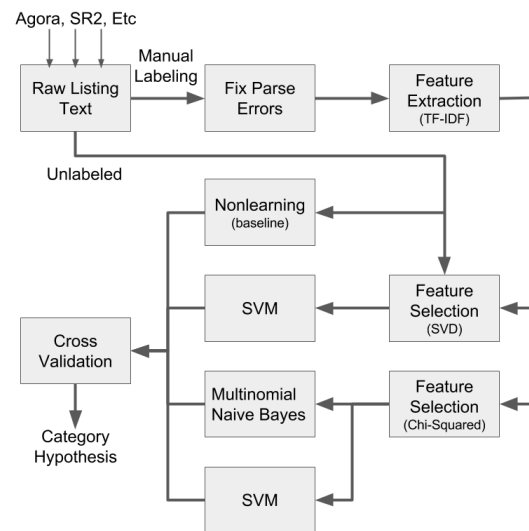 Agora, SR2, Etc
Manual
Labeling
Raw Listing
Text
Fix Parse
Errors
Feature
Extraction
(TF-IDF)
Unlabeled
Nonlearning
(baseline)
SVM
Feature
Selection
(SVD)
Cross
Validation
Multinomial
Naive Bayes
Feature
Selection
(Chi-Squared)
Category
Hypothesis
SVM